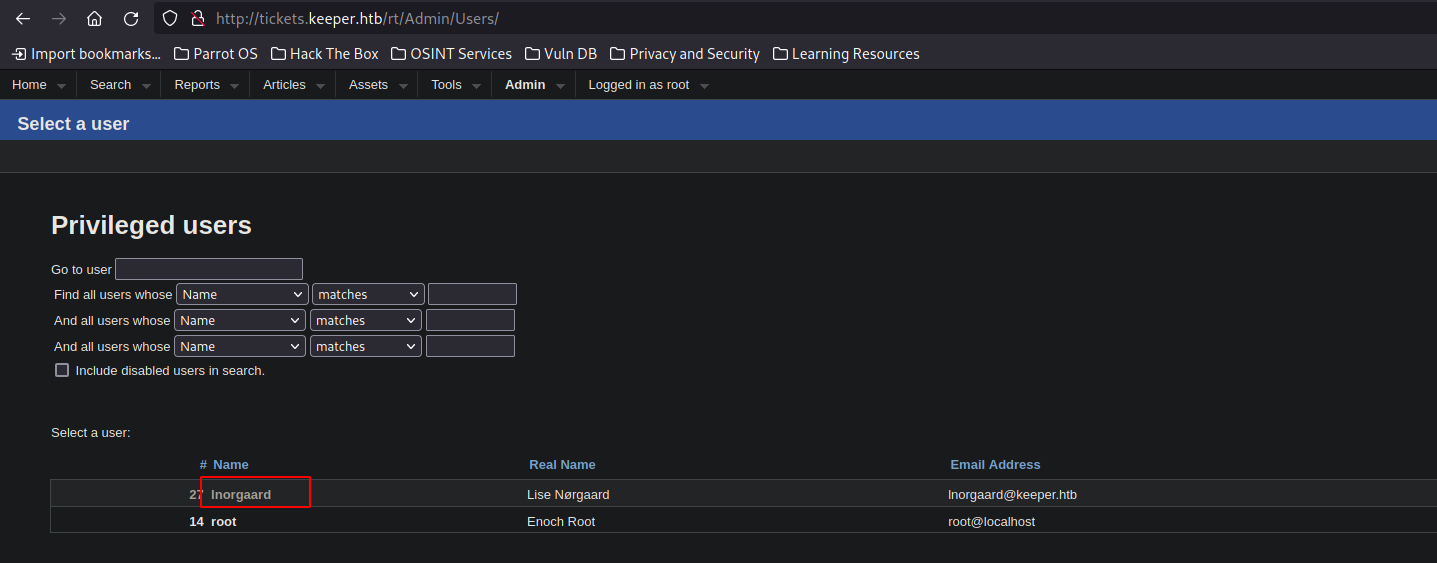 http://tickets.keeper.htb/rt/Admin/Users/
Import bookmarks... Parrot OS Hack The Box OSINT Services Vuln DB Privacy and Security Learning Resources
Home Search Reports Articles Assets Tools Admin Logged in as root
Select a user
Privileged users
Go to user
Find all users whose Name matches
And all users whose Name matches
And all users whose Name matches
Include disabled users in search.
Select a user:
# Name Real Name Email Address
27 lnorgaard Lise Nørgaard lnorgaard@keeper.htb
14 root Enoch Root root@localhost